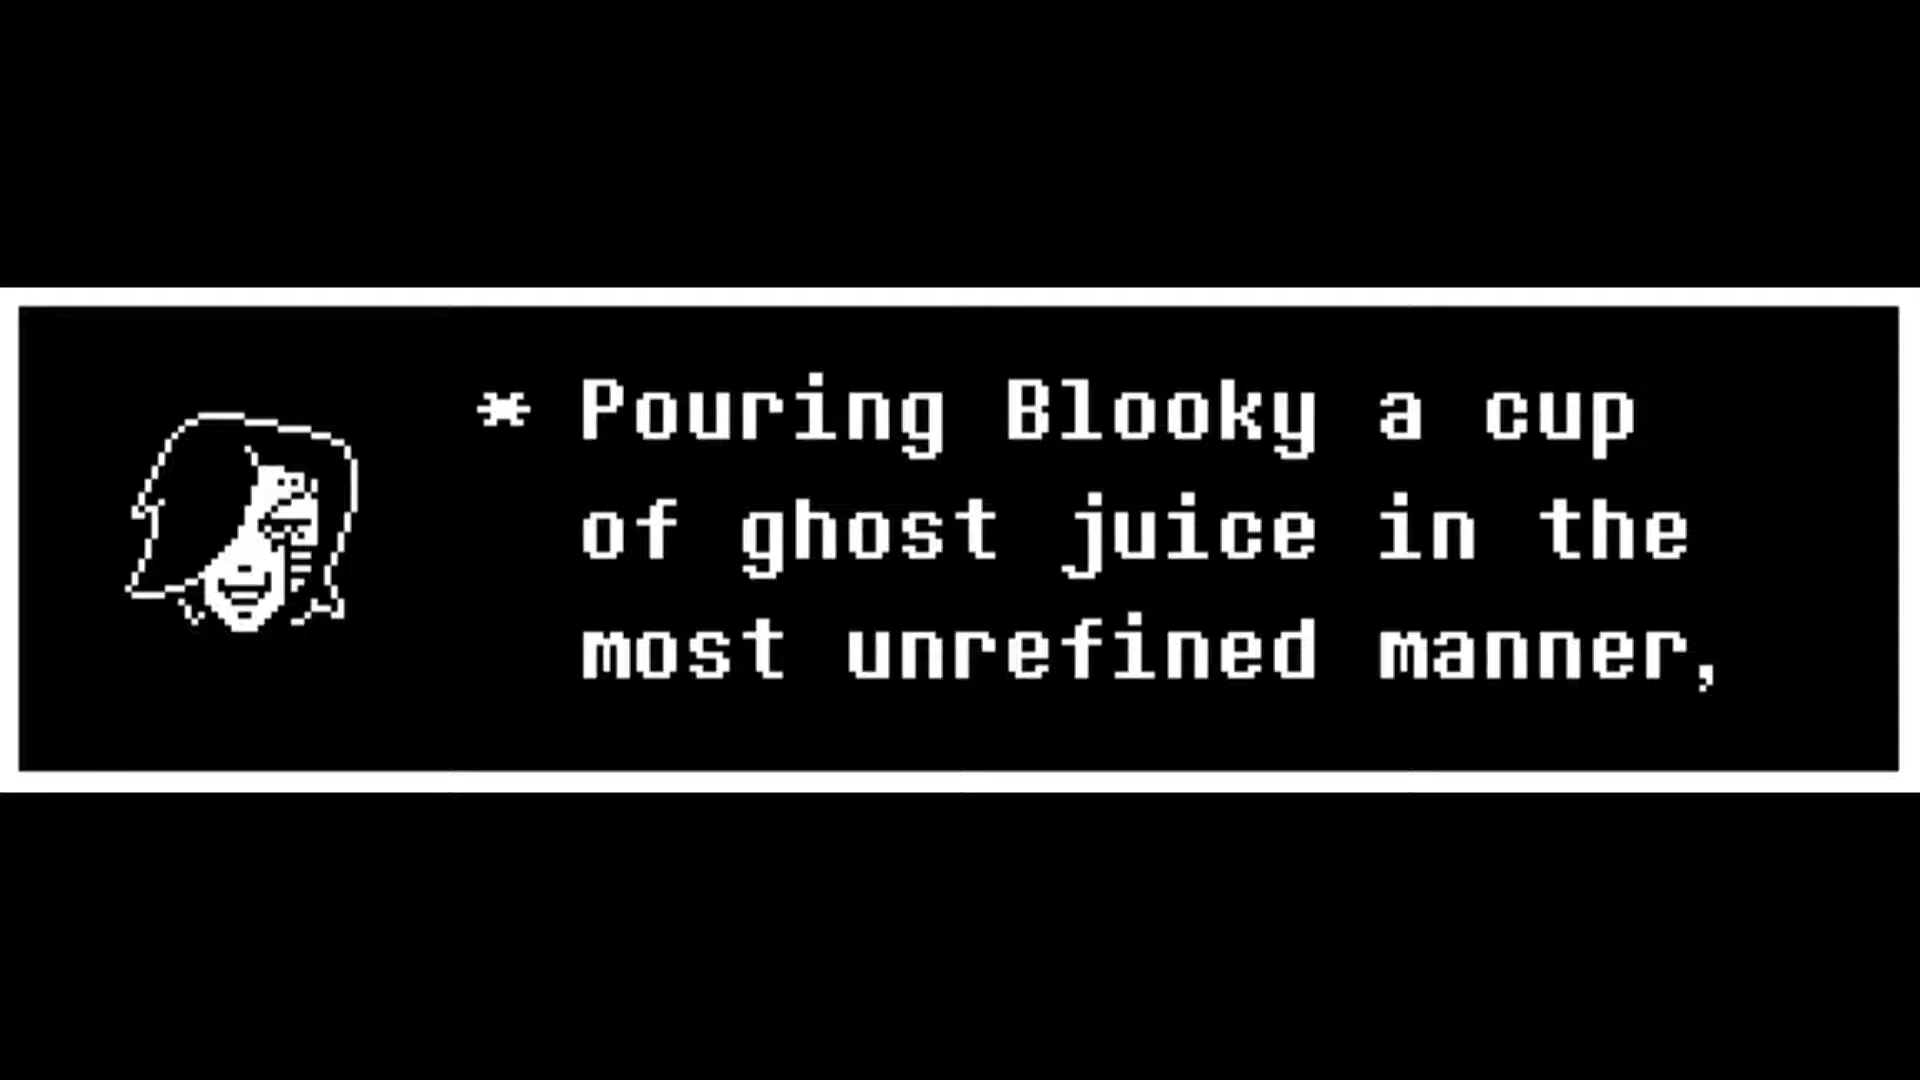 * Pouring Blooky a cup
of ghost juice in the
most unrefined manner,